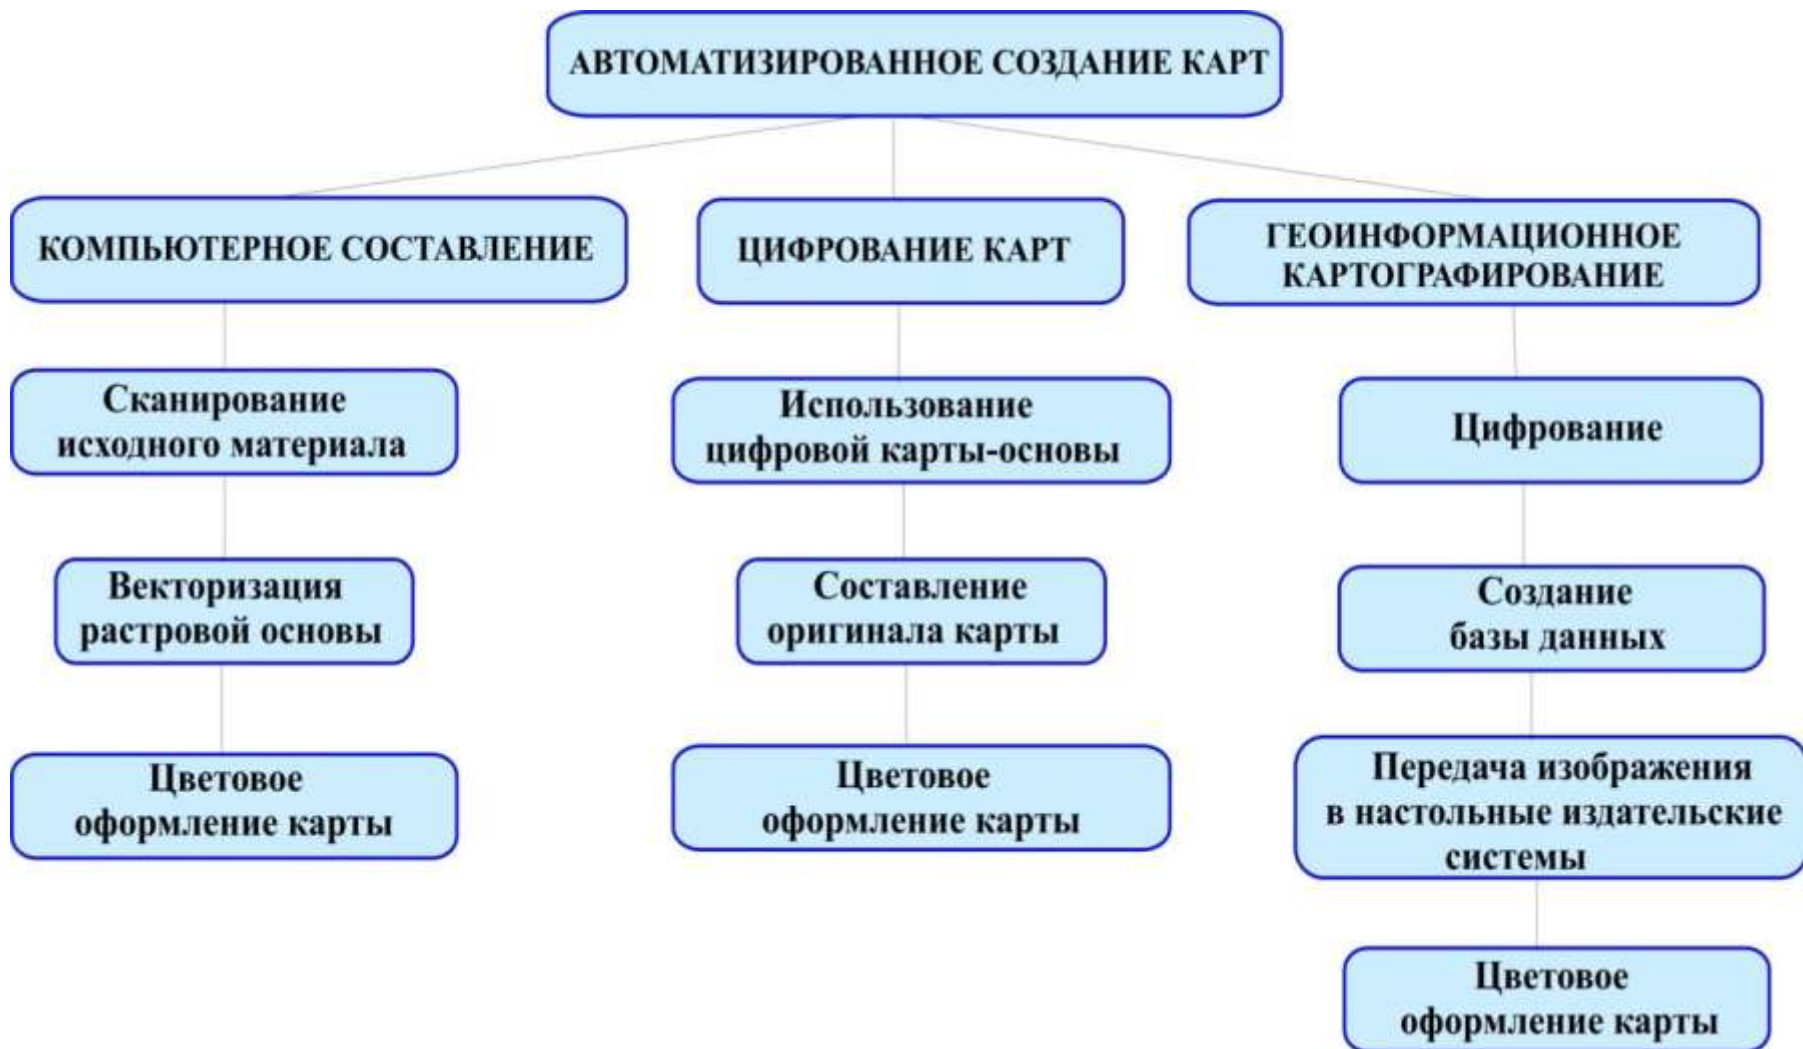 АВТОМАТИЗИРОВАННОЕ СОЗДАНИЕ КАРТ
КОМПЬЮТЕРНОЕ СОСТАВЛЕНИЕ
ЦИФРОВАНИЕ КАРТ
ГЕОИНФОРМАЦИОННОЕ
КАРТОГРАФИРОВАНИЕ
Сканирование
исходного материала
Использование
цифровой карты-основы
Цифрование
Векторизация
растровой основы
Составление
оригинала карты
Создание
базы данных
Цветовое
оформление карты
Цветовое
оформление карты
Передача изображения
в настольные издательские
системы
Цветовое
оформление карты